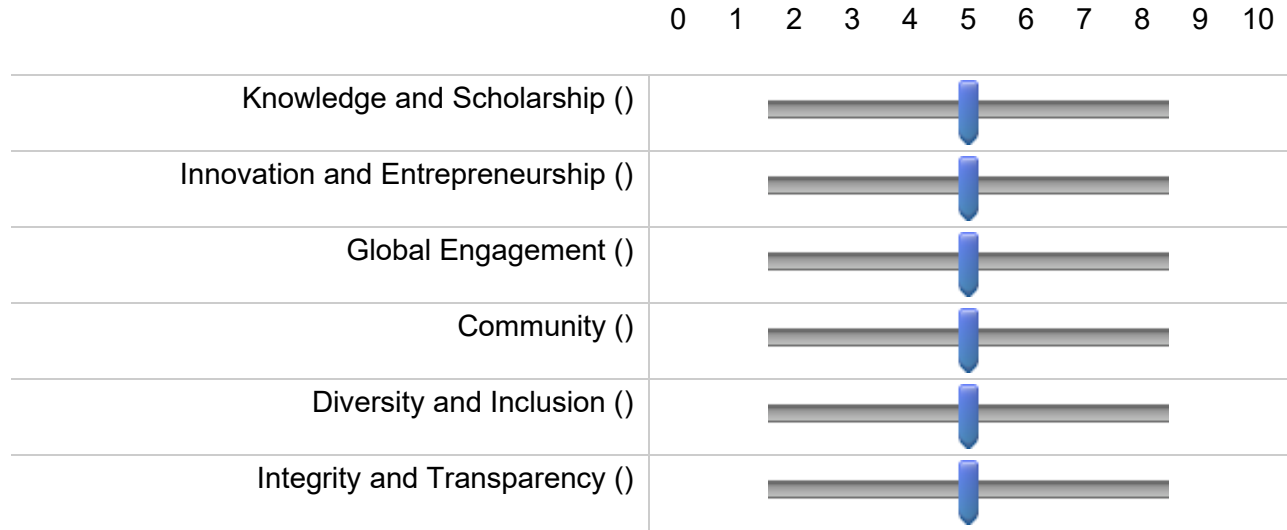 0 1 2 3 4 5 6 7 8 9 10
Knowledge and Scholarship ()
Innovation and Entrepreneurship ()
Global Engagement ()
Community ()
Diversity and Inclusion ()
Integrity and Transparency ()